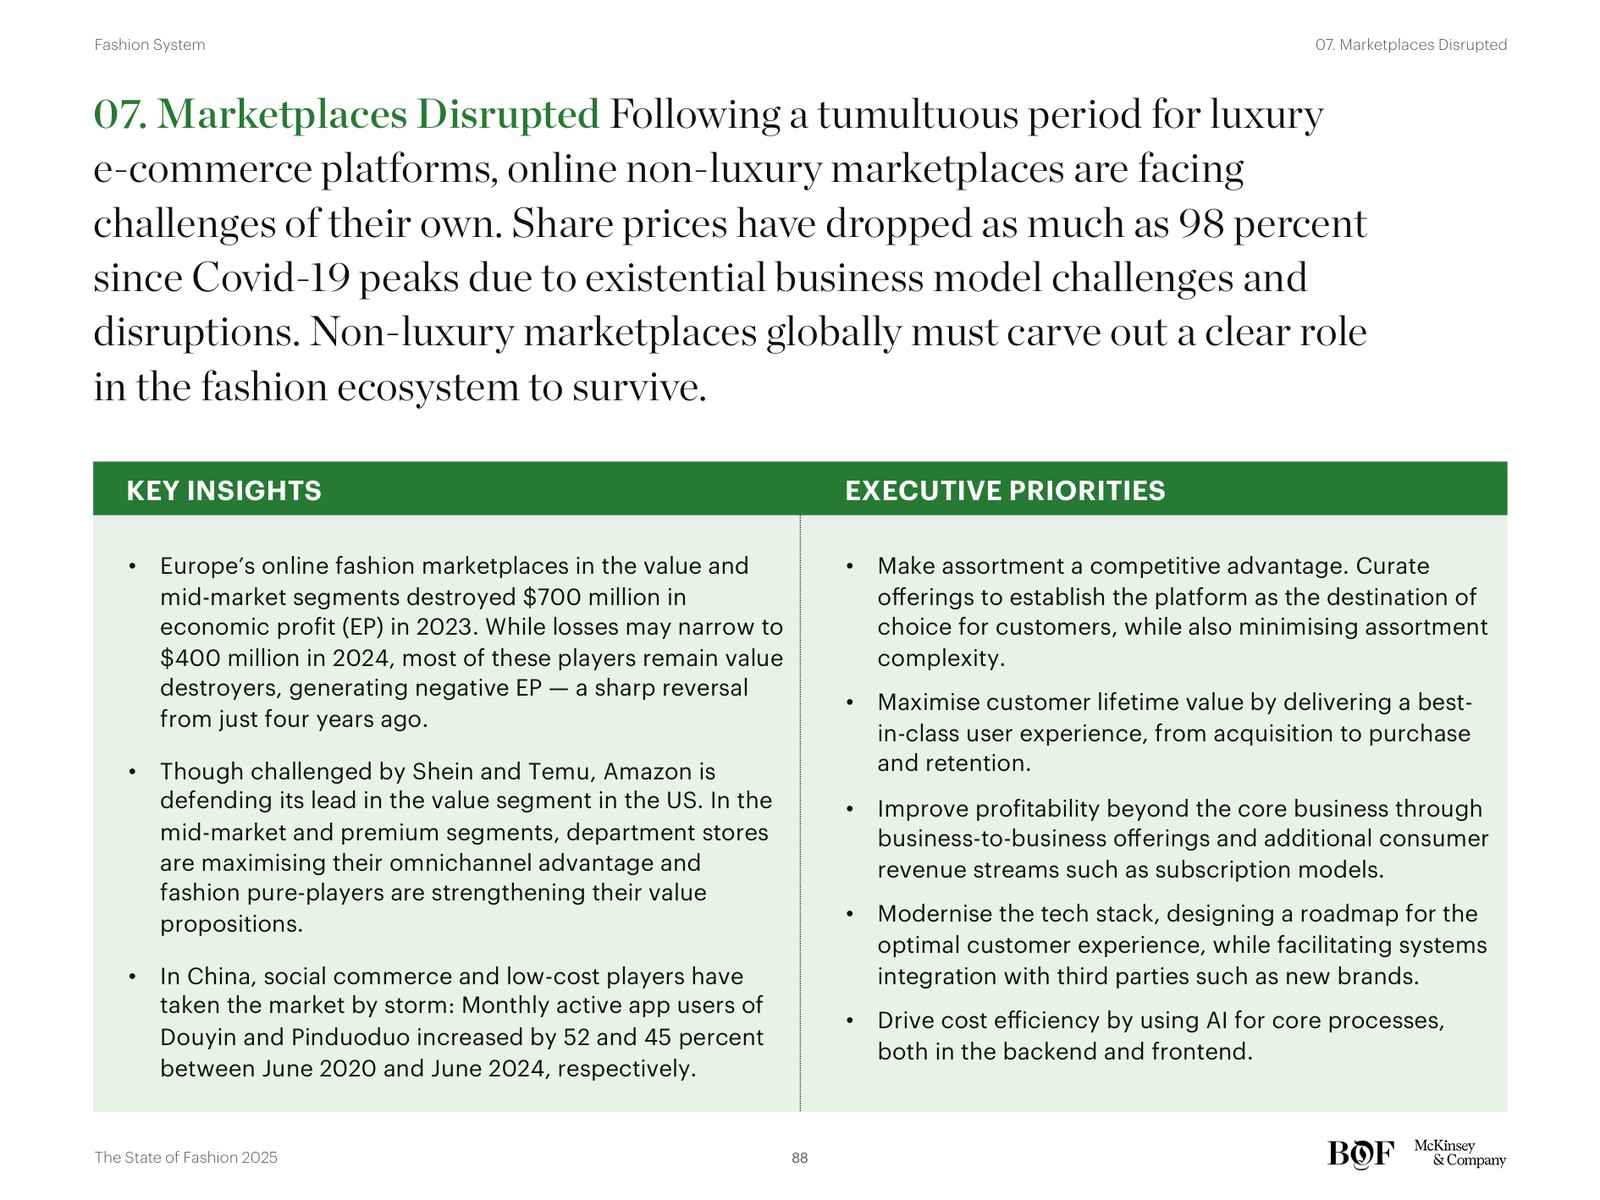 Fashion System
07. Marketplaces Disrupted
07. Marketplaces Disrupted Following a tumultuous period for luxury
e-commerce platforms, online non-luxury marketplaces are facing
challenges of their own. Share prices have dropped as much as 98 percent
since Covid-19 peaks due to existential business model challenges and
disruptions. Non-luxury marketplaces globally must carve out a clear role
in the fashion ecosystem to survive.
KEY INSIGHTS
• Europe’s online fashion marketplaces in the value and
mid-market segments destroyed $700 million in
economic profit (EP) in 2023. While losses may narrow to
$400 million in 2024, most of these players remain value
destroyers, generating negative EP — a sharp reversal
from just four years ago.
• Though challenged by Shein and Temu, Amazon is
defending its lead in the value segment in the US. In the
mid-market and premium segments, department stores
are maximising their omnichannel advantage and
fashion pure-players are strengthening their value
propositions.
• In China, social commerce and low-cost players have
taken the market by storm: Monthly active app users of
Douyin and Pinduoduo increased by 52 and 45 percent
between June 2020 and June 2024, respectively.
EXECUTIVE PRIORITIES
• Make assortment a competitive advantage. Curate
offerings to establish the platform as the destination of
choice for customers, while also minimising assortment
complexity.
• Maximise customer lifetime value by delivering a best-
in-class user experience, from acquisition to purchase
and retention.
• Improve profitability beyond the core business through
business-to-business offerings and additional consumer
revenue streams such as subscription models.
• Modernise the tech stack, designing a roadmap for the
optimal customer experience, while facilitating systems
integration with third parties such as new brands.
• Drive cost efficiency by using AI for core processes,
both in the backend and frontend.
The State of Fashion 2025
88
BOF
McKinsey
& Company